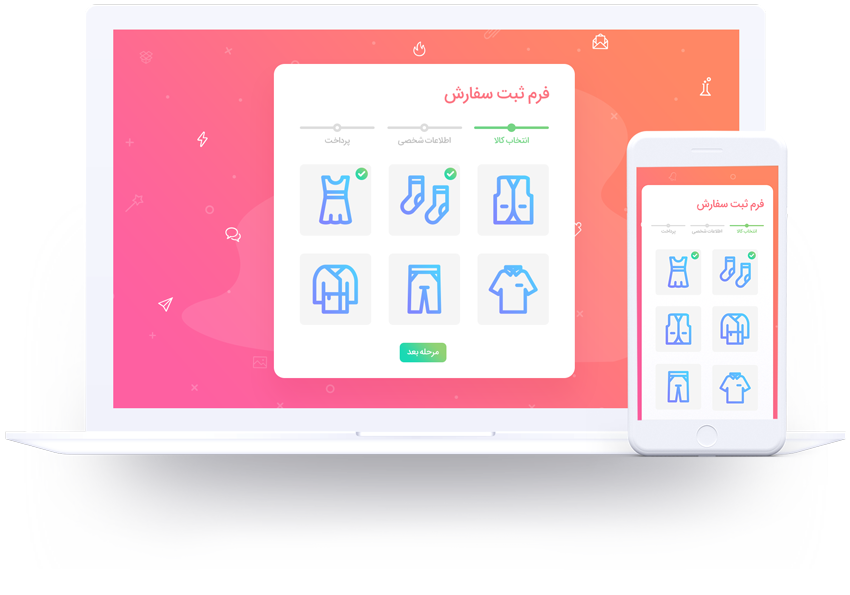 فرم ثبت سفارش
انتخاب کالا
اطلاعات شخصی
پرداخت
مرحله بعد
فرم ثبت سفارش
انتخاب کالا
اطلاعات شخصی
پرداخت